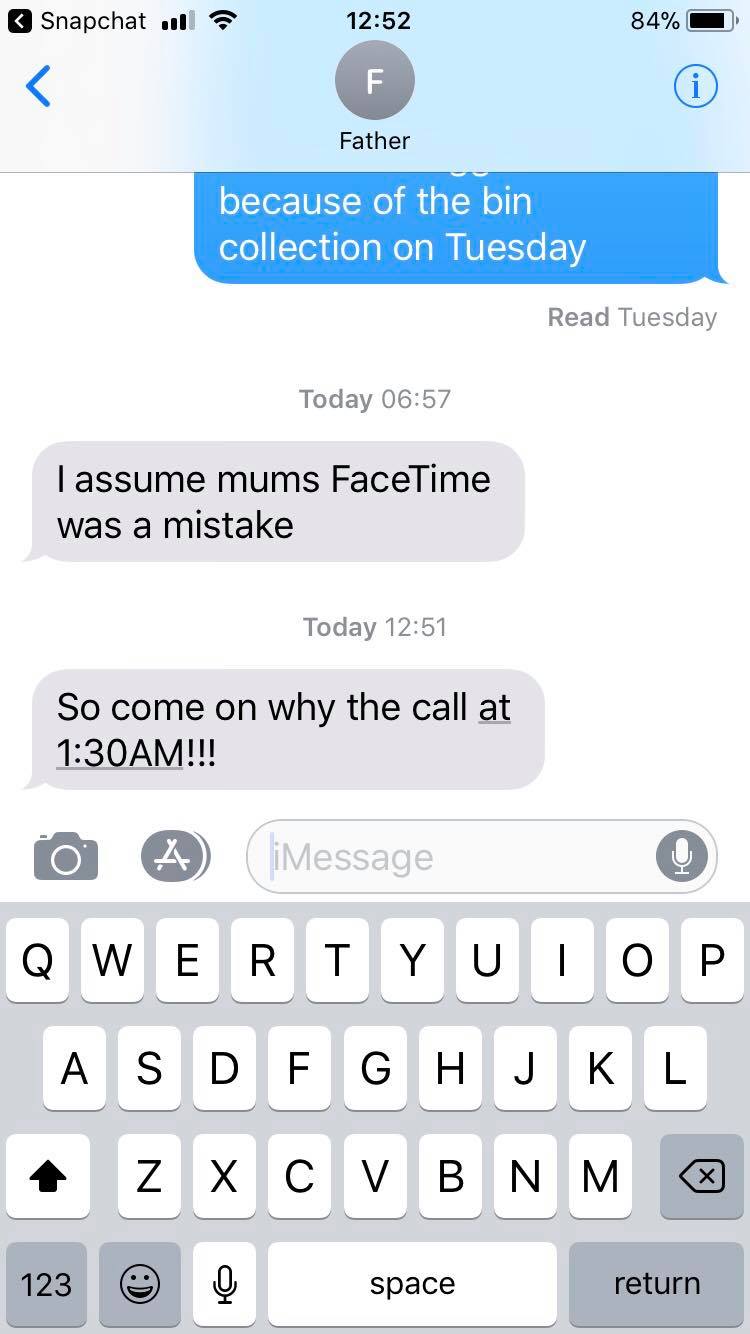 Snapchat 12:52 84%
F
i
Father
because of the bin
collection on Tuesday
Read Tuesday
Today 06:57
I assume mums FaceTime
was a mistake
Today 12:51
So come on why the call at
1:30AM!!!
iMessage
Q W E R T Y U I O P
A S D F G H J K L
Z X C V B N M
123 space return